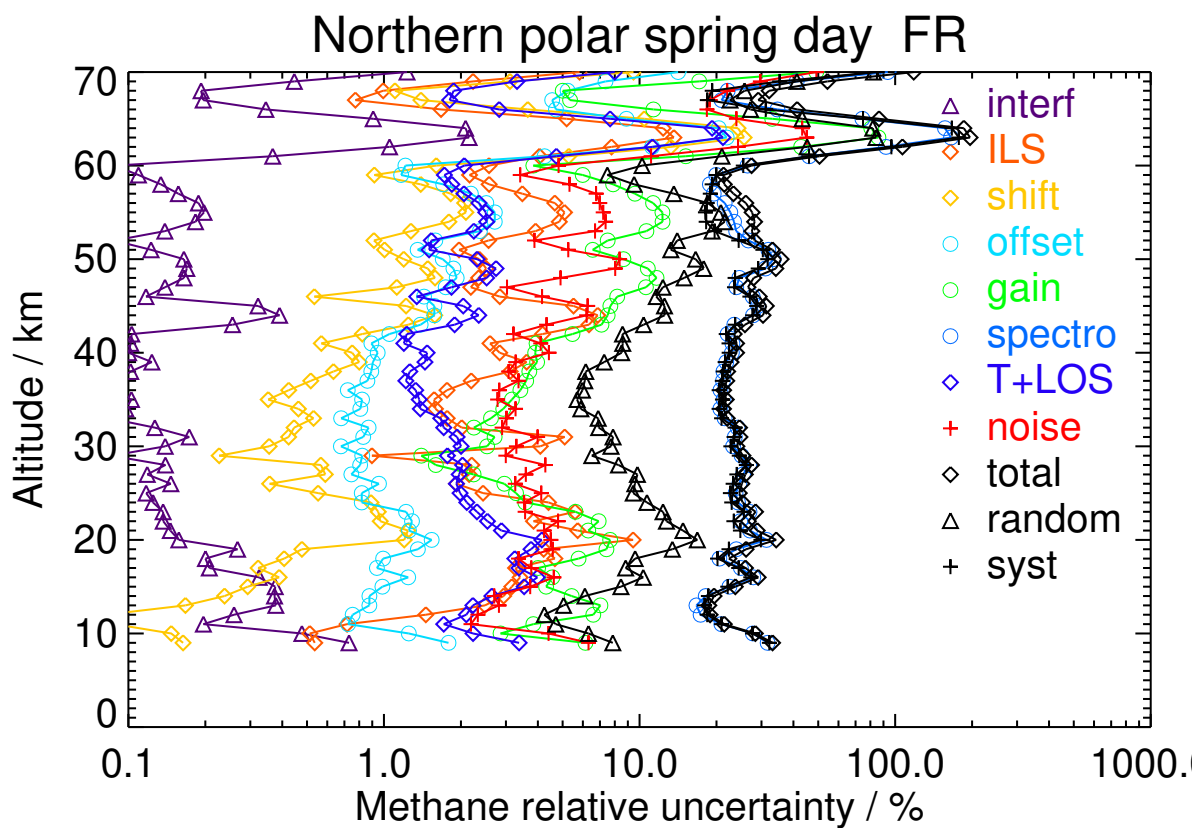 Northern polar spring day FR
70
60
50
40
30
20
10
0
Altitude / km
interf
ILS
shift
offset
gain
spectro
T+LOS
noise
total
random
syst
0.1 1.0 10.0 100.0 1000.0
Methane relative uncertainty / %